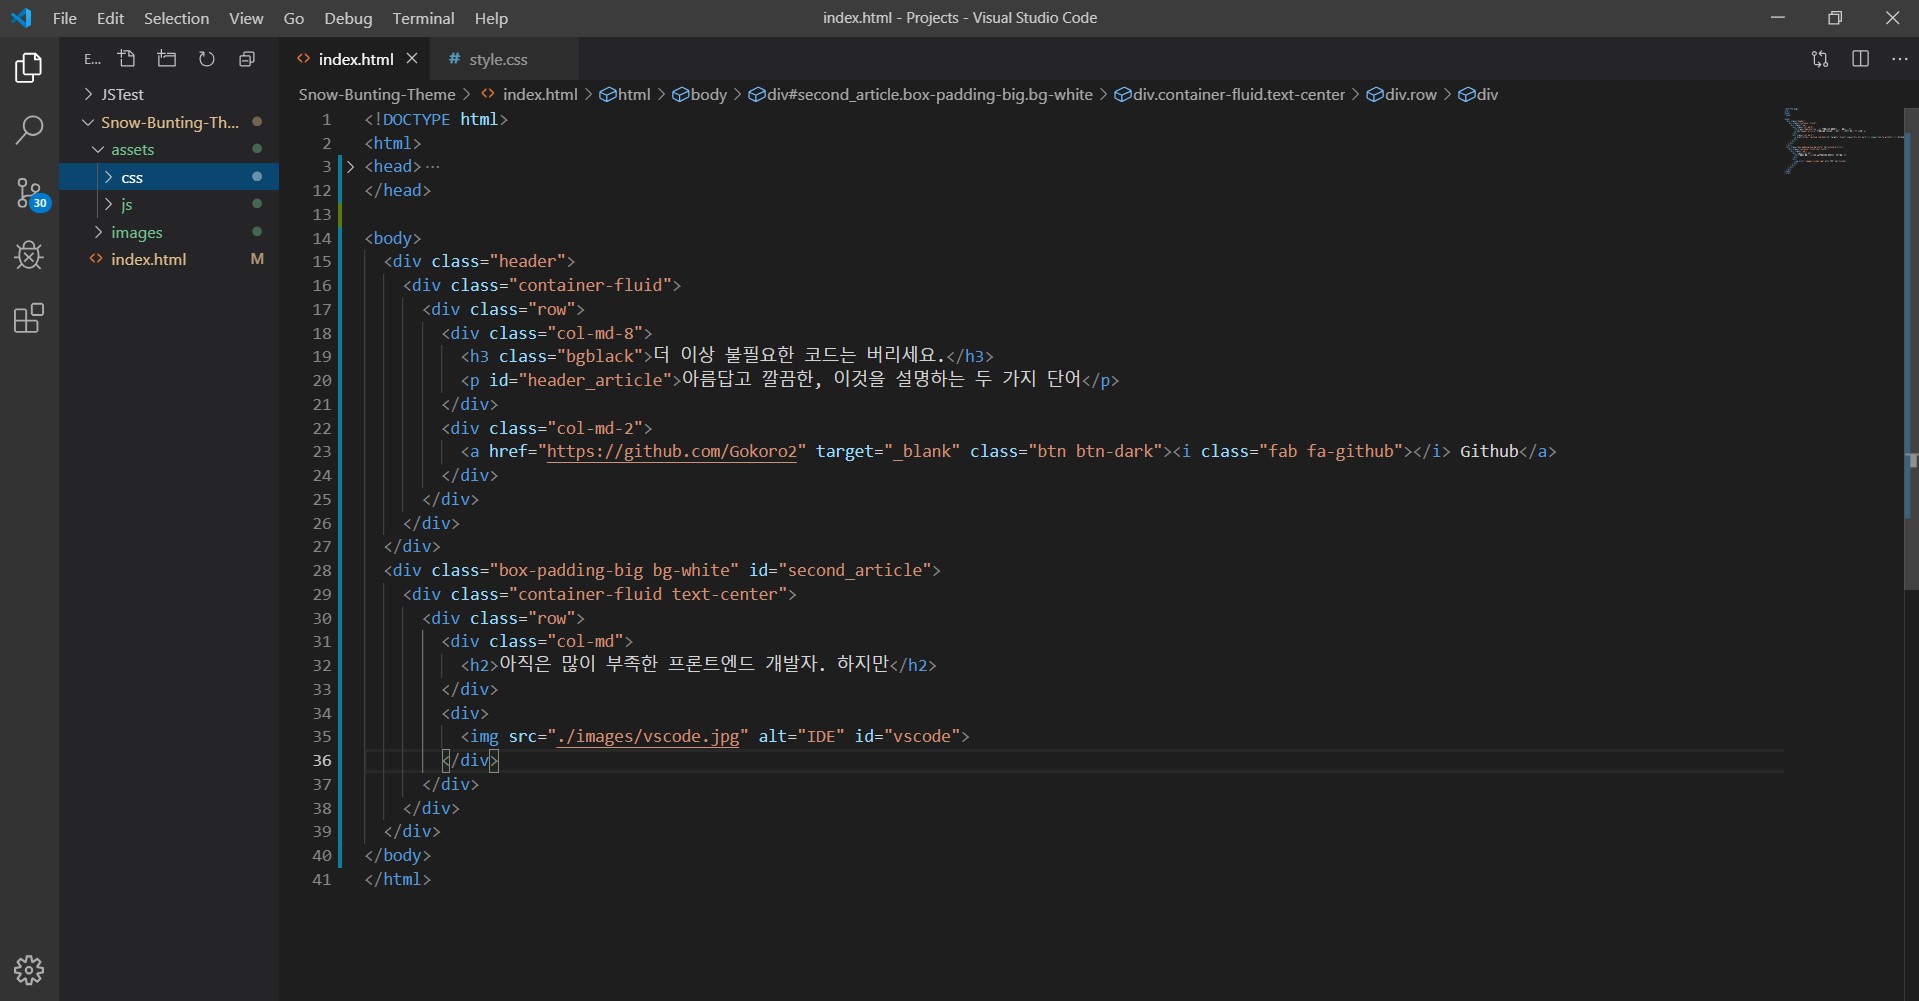 File Edit Selection View Go Debug Terminal Help
index.html - Projects - Visual Studio Code
E...
index.html
# style.css
Snow-Bunting-Theme > index.html > html > body > div#second_article.box-padding-big.bg-white > div.container-fluid.text-center > div.row > div
JSTest
Snow-Bunting-Th...
assets
css
js
images
index.html M
30
1 <!DOCTYPE html>
2 <html>
3 <head>...
12 </head>
13
14 <body>
15 <div class="header">
16 <div class="container-fluid">
17 <div class="row">
18 <div class="col-md-8">
19 <h3 class="bgblack">더 이상 불필요한 코드는 버리세요.</h3>
20 <p id="header_article">아름답고 깔끔한, 이것을 설명하는 두 가지 단어</p>
21 </div>
22 <div class="col-md-2">
23 <a href="https://github.com/Gokoro2" target="_blank" class="btn btn-dark"><i class="fab fa-github"></i> Github</a>
24 </div>
25 </div>
26 </div>
27 </div>
28 <div class="box-padding-big bg-white" id="second_article">
29 <div class="container-fluid text-center">
30 <div class="row">
31 <div class="col-md">
32 <h2>아직은 많이 부족한 프론트엔드 개발자. 하지만</h2>
33 </div>
34 <div>
35 <img src="./images/vscode.jpg" alt="IDE" id="vscode">
36 </div>
37 </div>
38 </div>
39 </div>
40 </body>
41 </html>